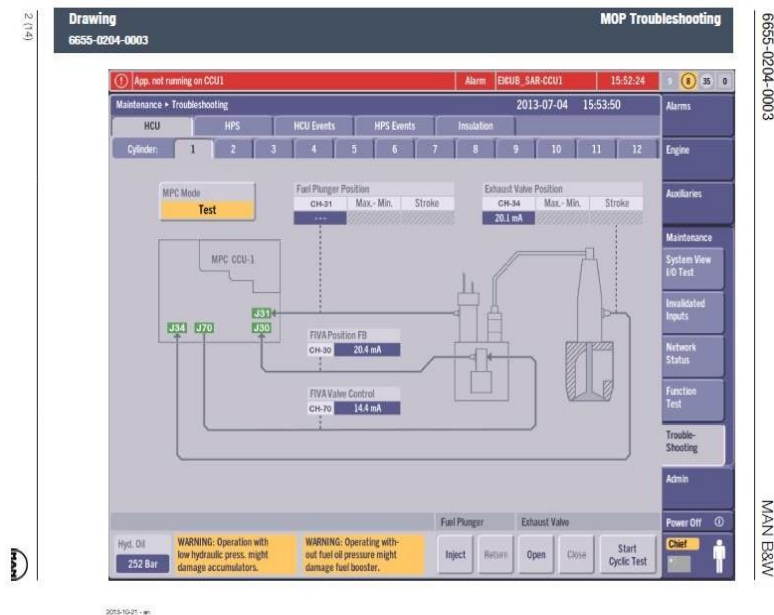 Drawing
MOP Troubleshooting
6655-0204-0003
6655-0204-0003
MAN B&W
2 (14)
App. not running on CCU1
Alarm
15:52:24
8
35
0
Maintenance ▸ Troubleshooting
2013-07-04 15:53:50
HCU
HPS
HCU Events
HPS Events
Insulation
Cylinder:
1
2
3
4
5
6
7
8
9
10
11
12
Alarms
Engine
Auxiliaries
Maintenance
System View
I/O Test
Invalidated
Inputs
Network
Status
Function
Test
Trouble-
Shooting
Admin
Power Off
Chief
MPC Mode
Test
Fuel Plunger Position
CH-31
Max.- Min.
Stroke
---
Exhaust Valve Position
CH-34
Max.- Min.
Stroke
20.1 mA
MPC CCU-1
J31
J34
J70
J30
FIVA Position FB
CH-30
20.4 mA
FIVA Valve Control
CH-70
14.4 mA
Fuel Plunger
Exhaust Valve
Hyd. Oil
252 Bar
WARNING: Operation with
low hydraulic press. might
damage accumulators.
WARNING: Operating with-
out fuel oil pressure might
damage fuel booster.
Inject
Return
Open
Close
Start
Cyclic Test
MAN
2013-10-21 - en